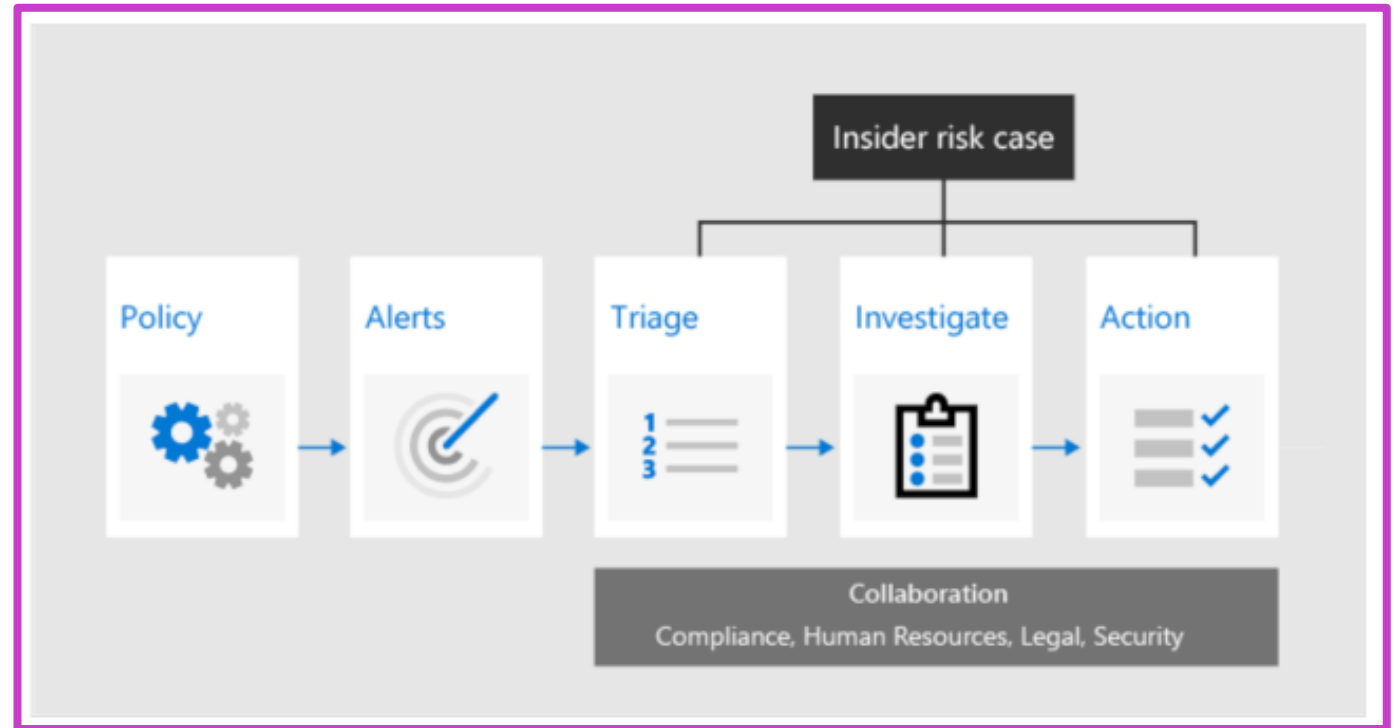 Insider risk case
Policy
Alerts
Triage
Investigate
Action
1
2
3
Collaboration
Compliance, Human Resources, Legal, Security